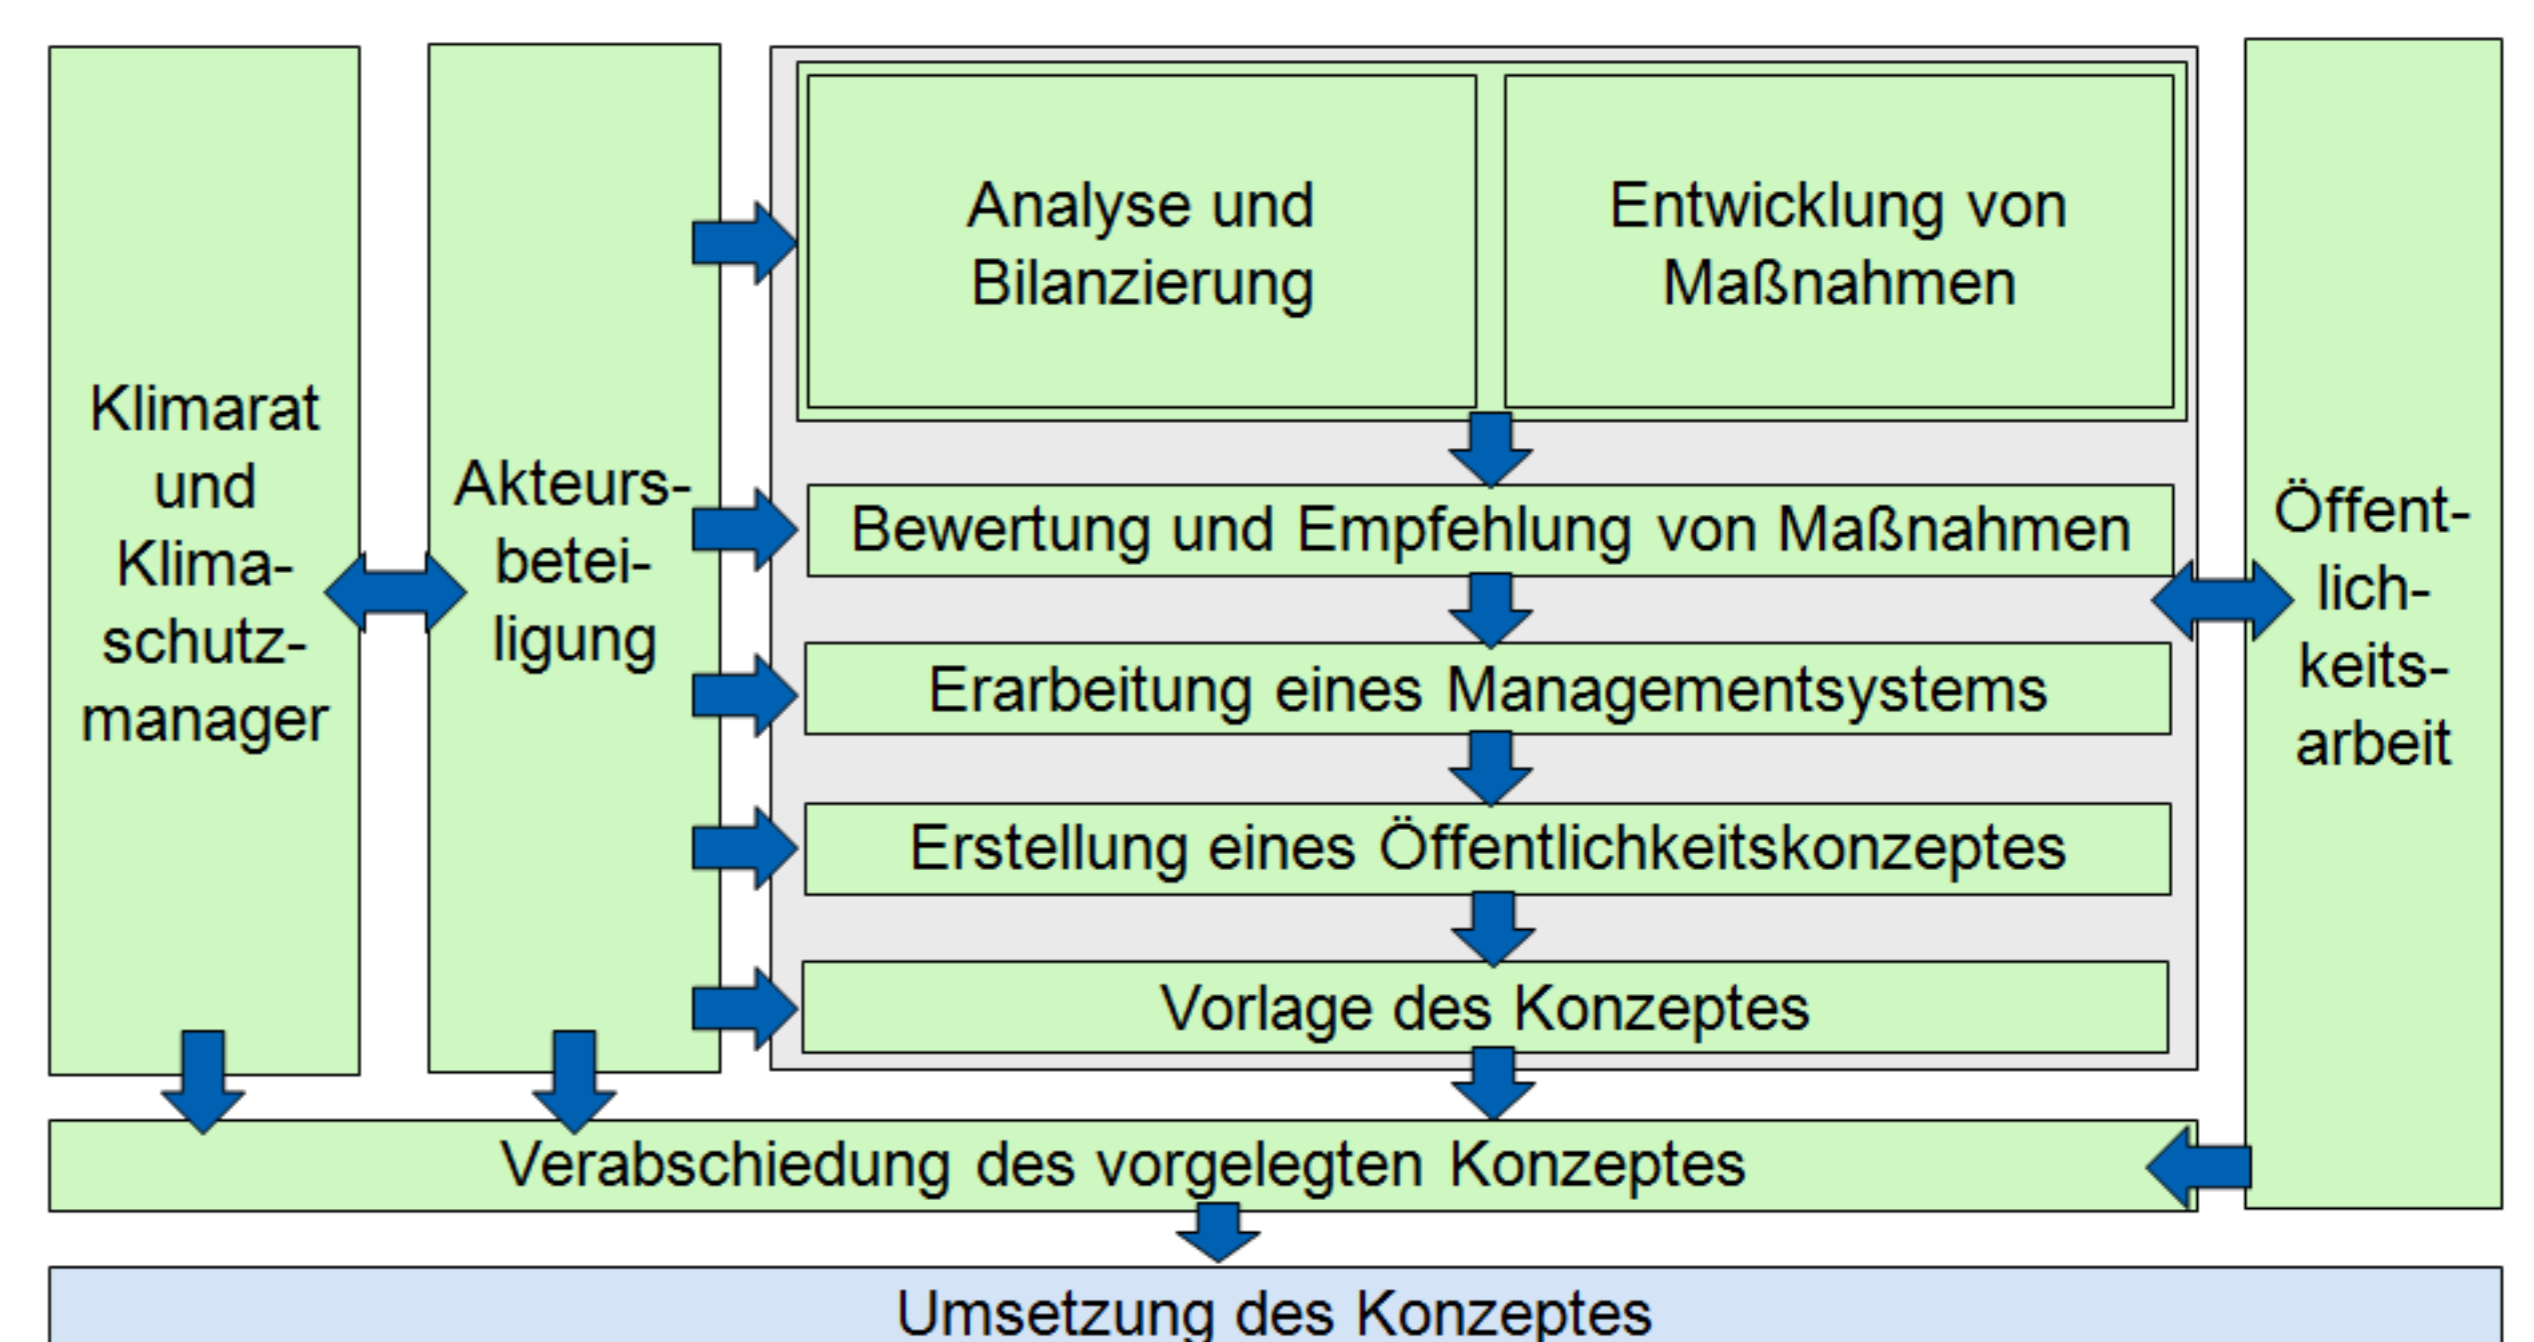 Klimarat
und
Klima-
schutz-
manager
Akteurs-
betei-
ligung
Analyse und
Bilanzierung
Entwicklung von
Maßnahmen
Bewertung und Empfehlung von Maßnahmen
Erarbeitung eines Managementsystems
Erstellung eines Öffentlichkeitskonzeptes
Vorlage des Konzeptes
Öffent-
lich-
keits-
arbeit
Verabschiedung des vorgelegten Konzeptes
Umsetzung des Konzeptes